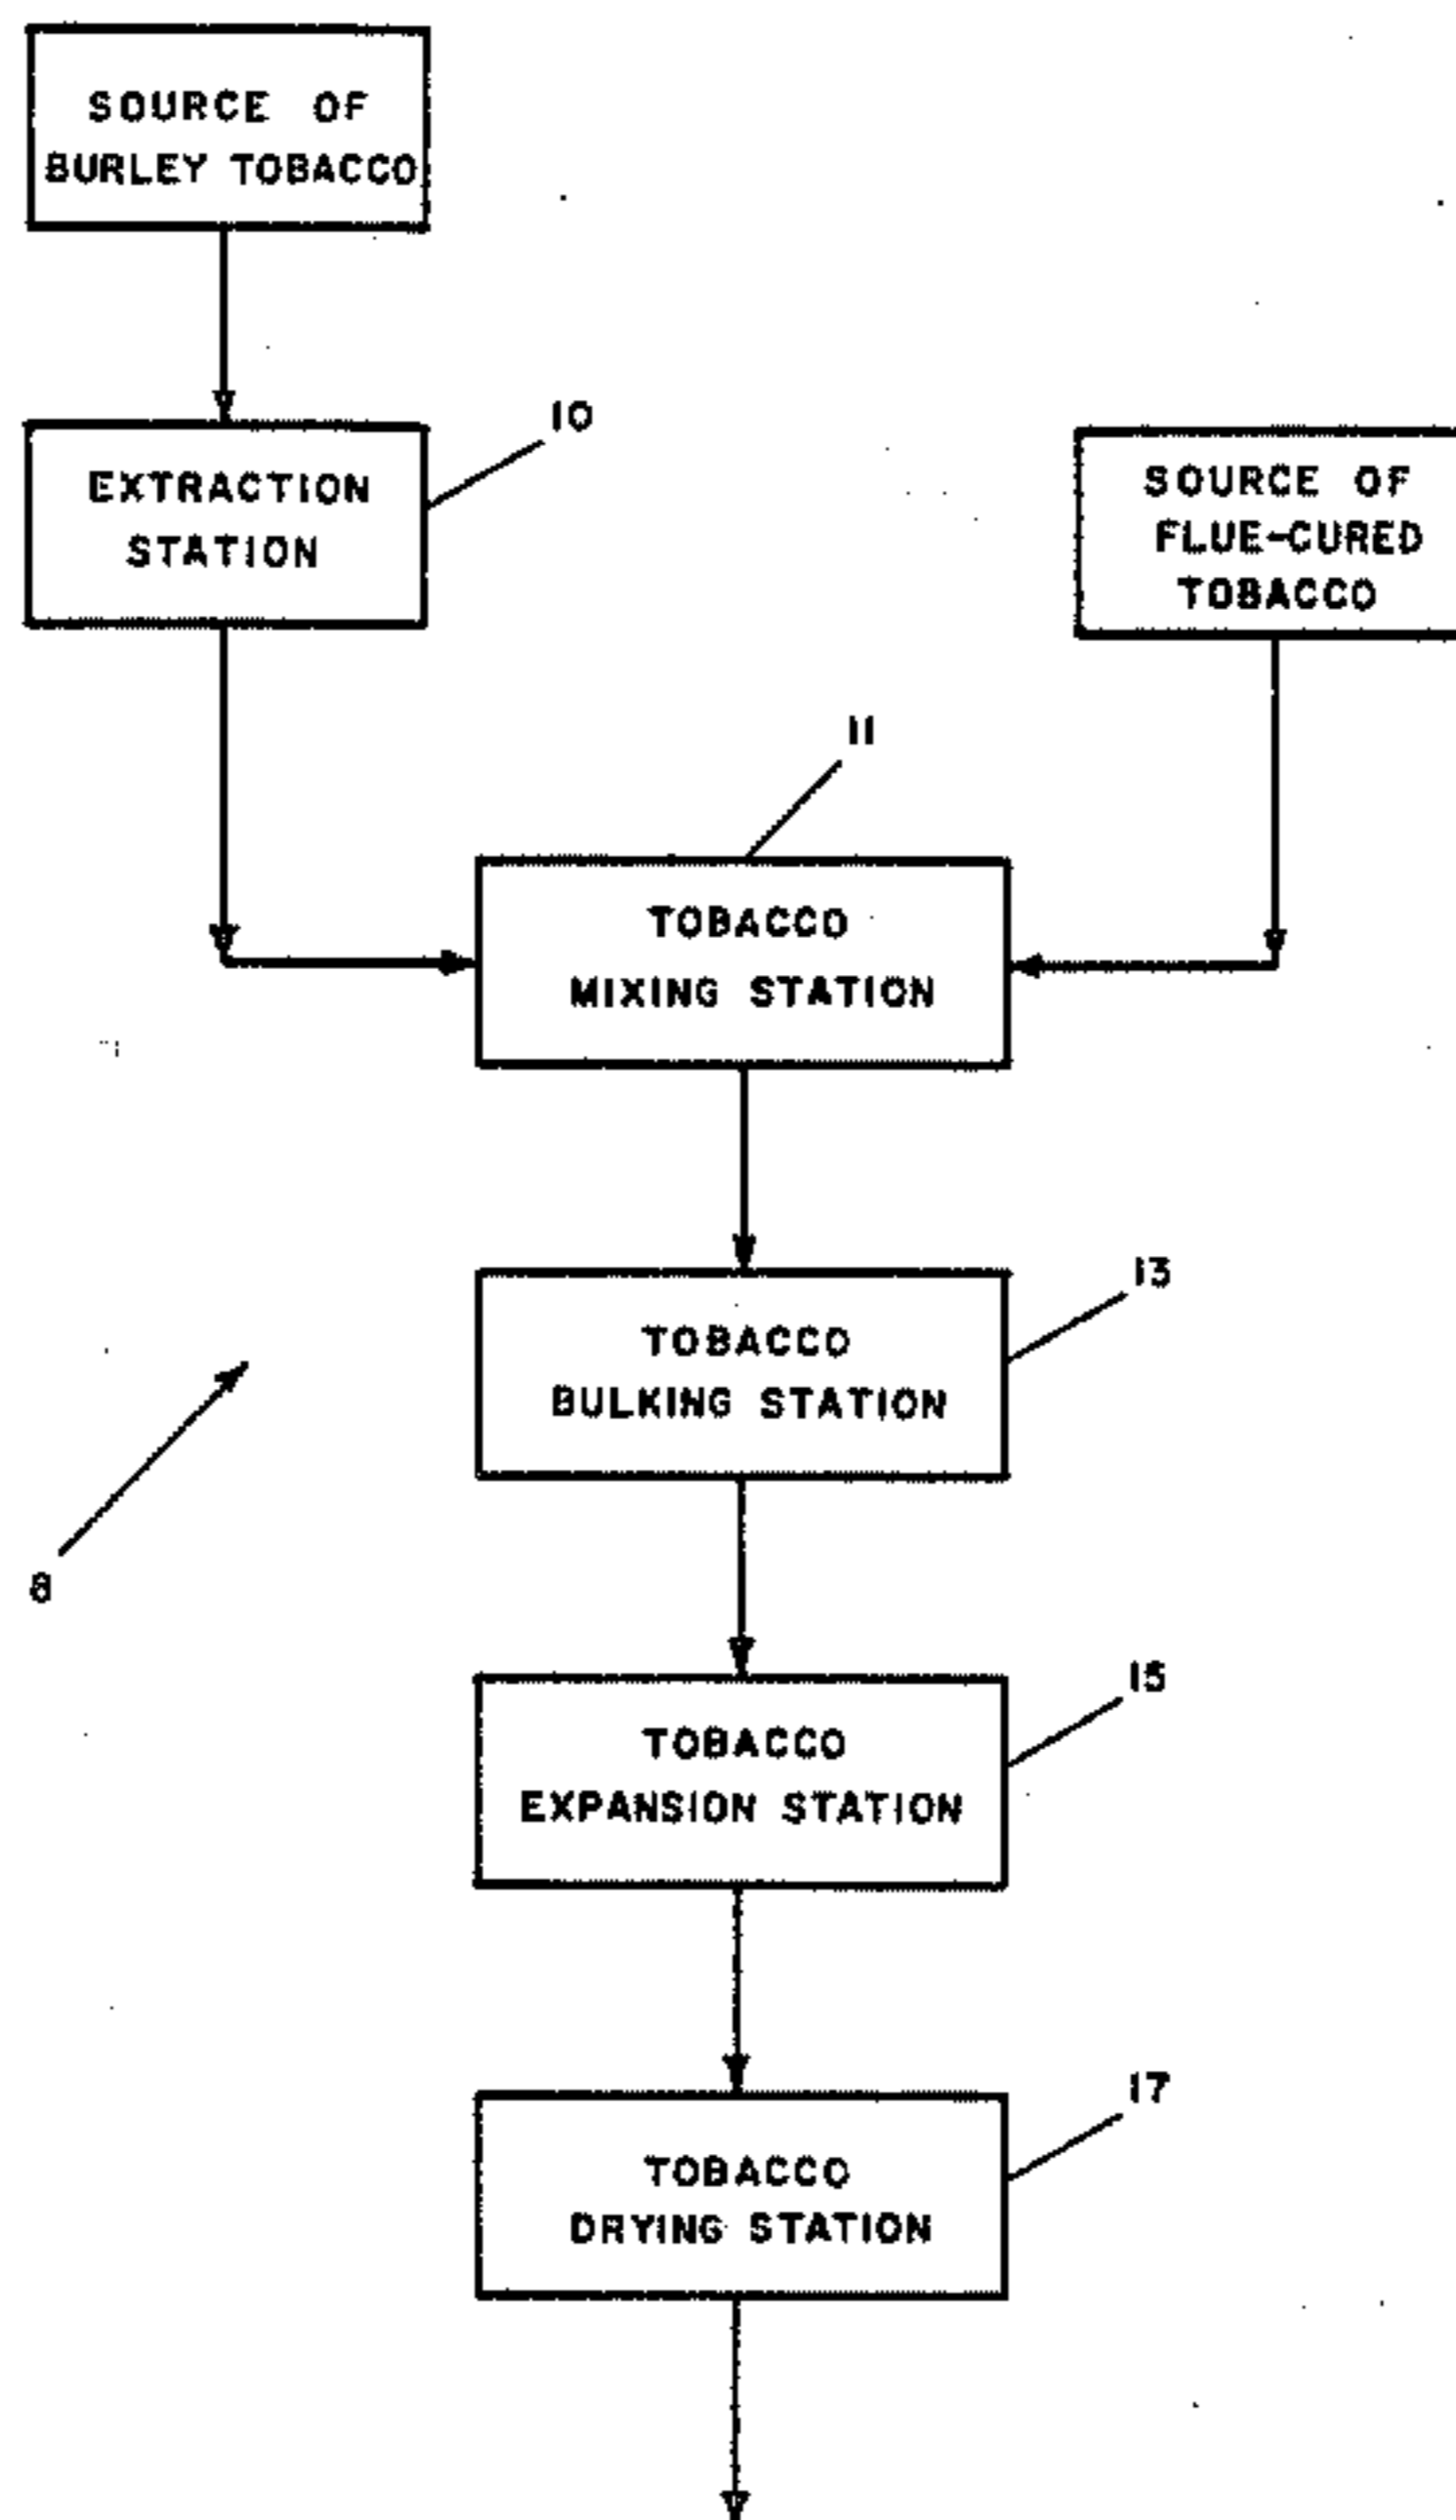 SOURCE OF
BURLEY TOBACCO
10
EXTRACTION
STATION
SOURCE OF
FLUE-CURED
TOBACCO
11
TOBACCO
MIXING STATION
13
TOBACCO
BULKING STATION
8
15
TOBACCO
EXPANSION STATION
17
TOBACCO
DRYING STATION